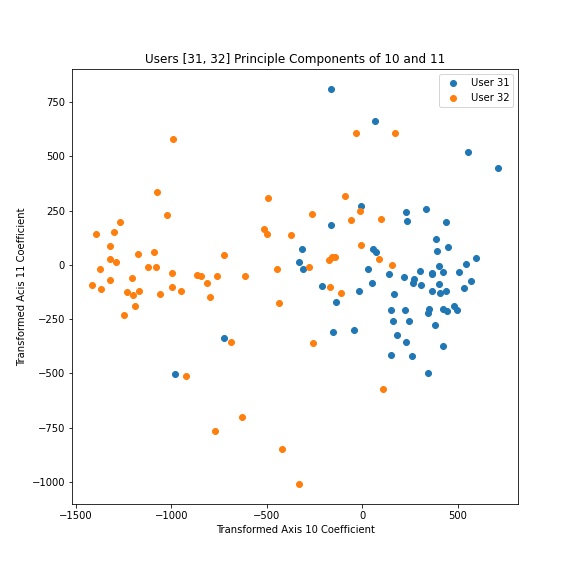 Users [31, 32] Principle Components of 10 and 11
User 31
User 32
750
500
250
0
−250
−500
−750
−1000
Transformed Acis 11 Coefficient
−1500
−1000
−500
0
500
Transformed Axis 10 Coefficient